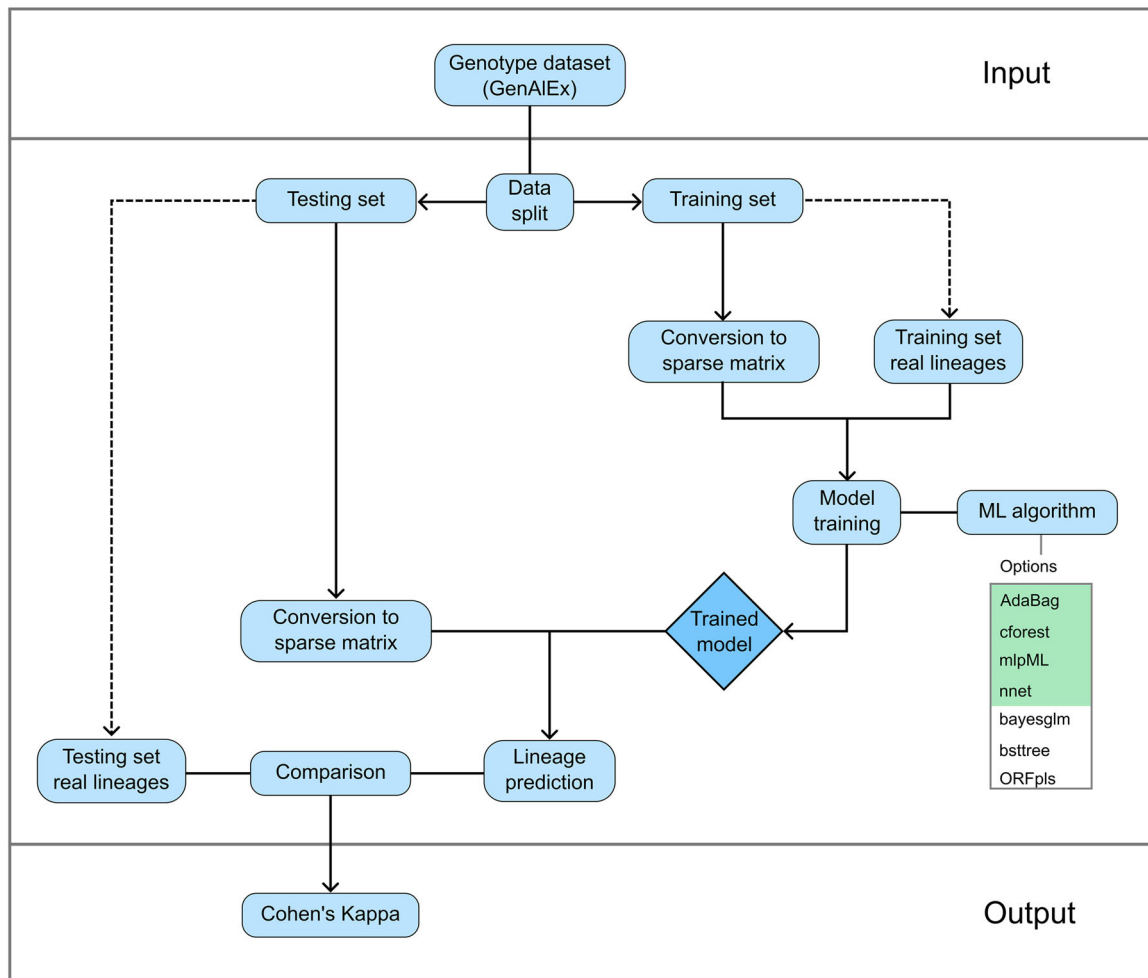 Genotype dataset
(GenAlEx)
Input
Testing set
Data
split
Training set
Conversion to
sparse matrix
Training set
real lineages
Model
training
ML algorithm
Options
AdaBag
cforest
mlpML
nnet
bayesglm
bsttree
ORFpls
Conversion to
sparse matrix
Trained
model
Testing set
real lineages
Comparison
Lineage
prediction
Cohen's Kappa
Output